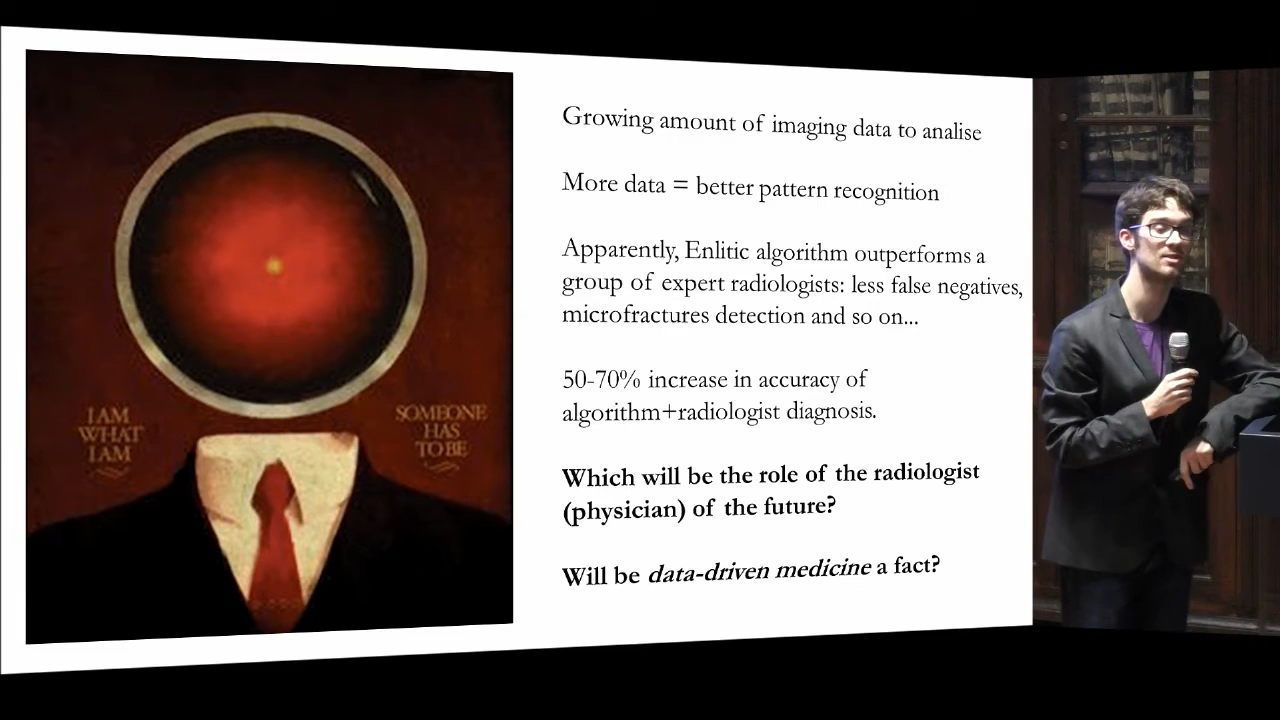 I AM
WHAT
I AM
SOMEONE
HAS
TO BE
Growing amount of imaging data to analise
More data = better pattern recognition
Apparently, Enlitic algorithm outperforms a
group of expert radiologists: less false negatives,
microfractures detection and so on...
50-70% increase in accuracy of
algorithm+radiologist diagnosis.
Which will be the role of the radiologist
(physician) of the future?
Will be data-driven medicine a fact?